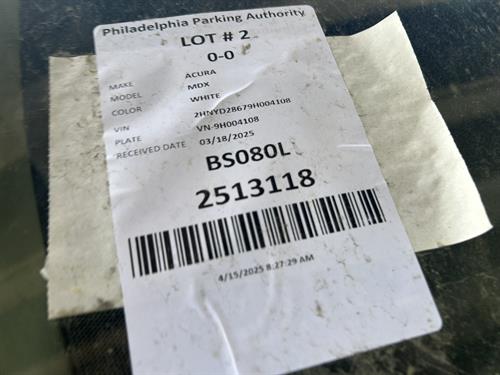 Philadelphia Parking Authority
LOT # 2
0-0
MAKE ACURA
MODEL MDX
COLOR WHITE
VIN 2HNYD28679H004108
PLATE VN-9H004108
RECEIVED DATE 03/18/2025
BS080L
2513118
4/15/2025 8:27:29 AM